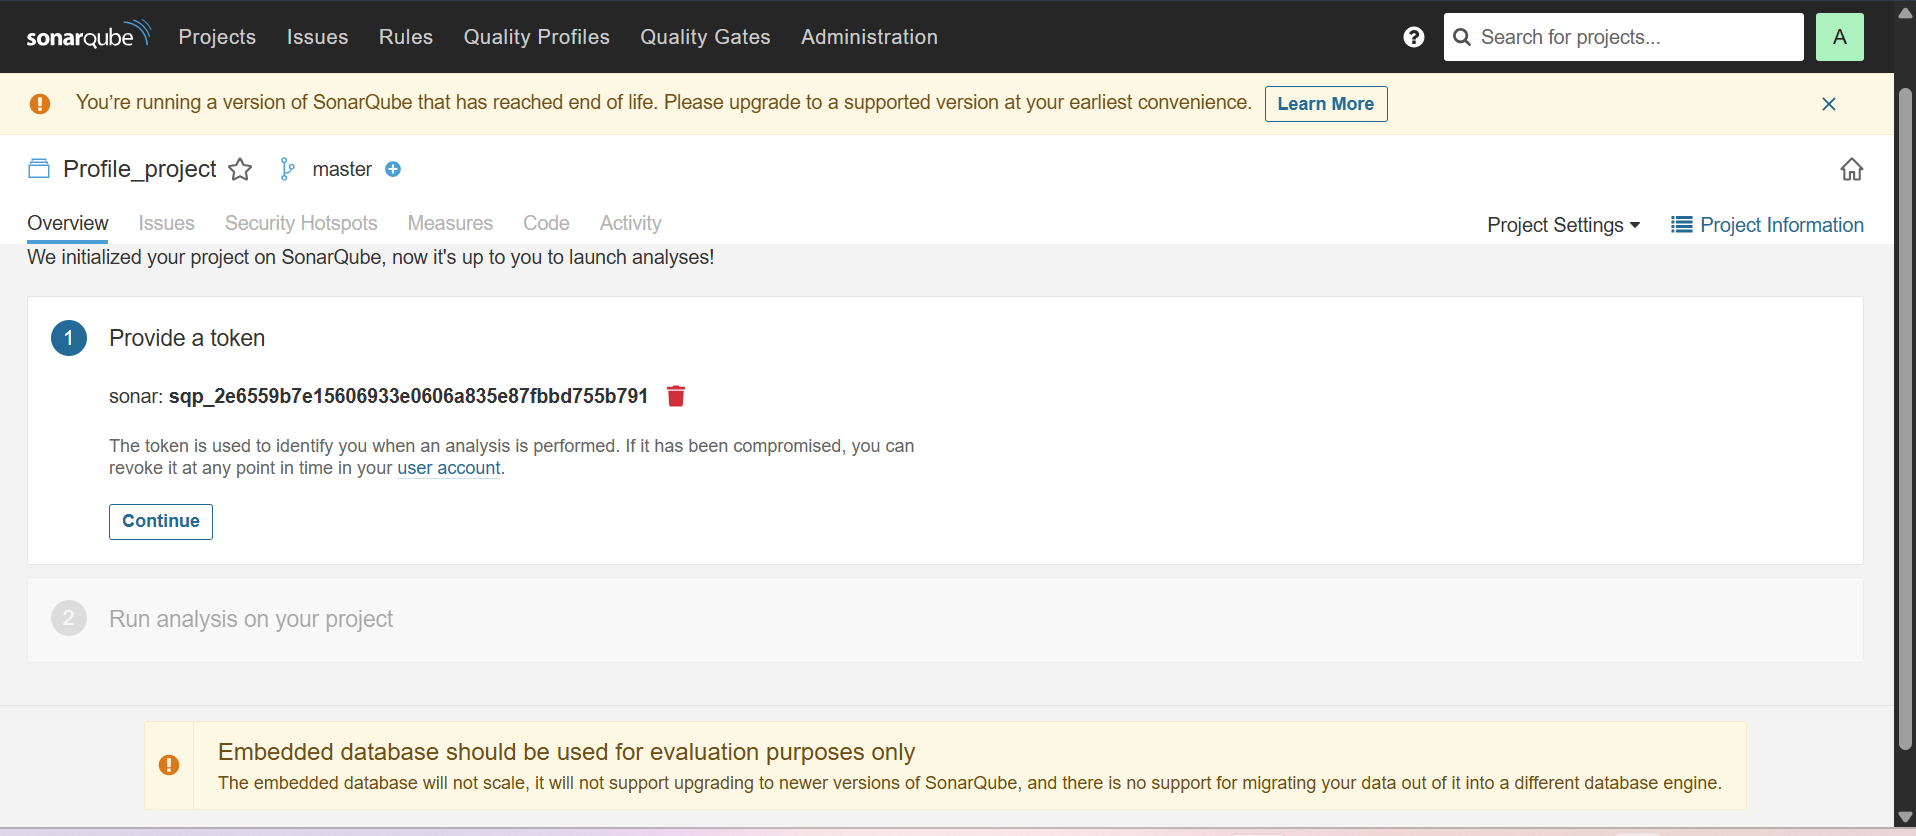 sonarqube Projects Issues Rules Quality Profiles Quality Gates Administration ? Search for projects... A
You’re running a version of SonarQube that has reached end of life. Please upgrade to a supported version at your earliest convenience. Learn More
Profile_project master
Overview Issues Security Hotspots Measures Code Activity Project Settings Project Information
We initialized your project on SonarQube, now it's up to you to launch analyses!
1 Provide a token
sonar: sqp_2e6559b7e15606933e0606a835e87fbbd755b791
The token is used to identify you when an analysis is performed. If it has been compromised, you can
revoke it at any point in time in your user account.
Continue
2 Run analysis on your project
Embedded database should be used for evaluation purposes only
The embedded database will not scale, it will not support upgrading to newer versions of SonarQube, and there is no support for migrating your data out of it into a different database engine.